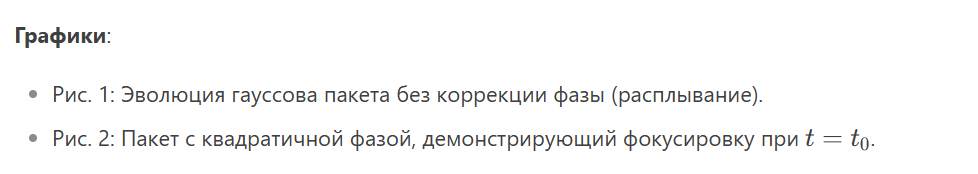 Графики:
• Рис. 1: Эволюция гауссова пакета без коррекции фазы (расплывание).
• Рис. 2: Пакет с квадратичной фазой, демонстрирующий фокусировку при t = t₀.